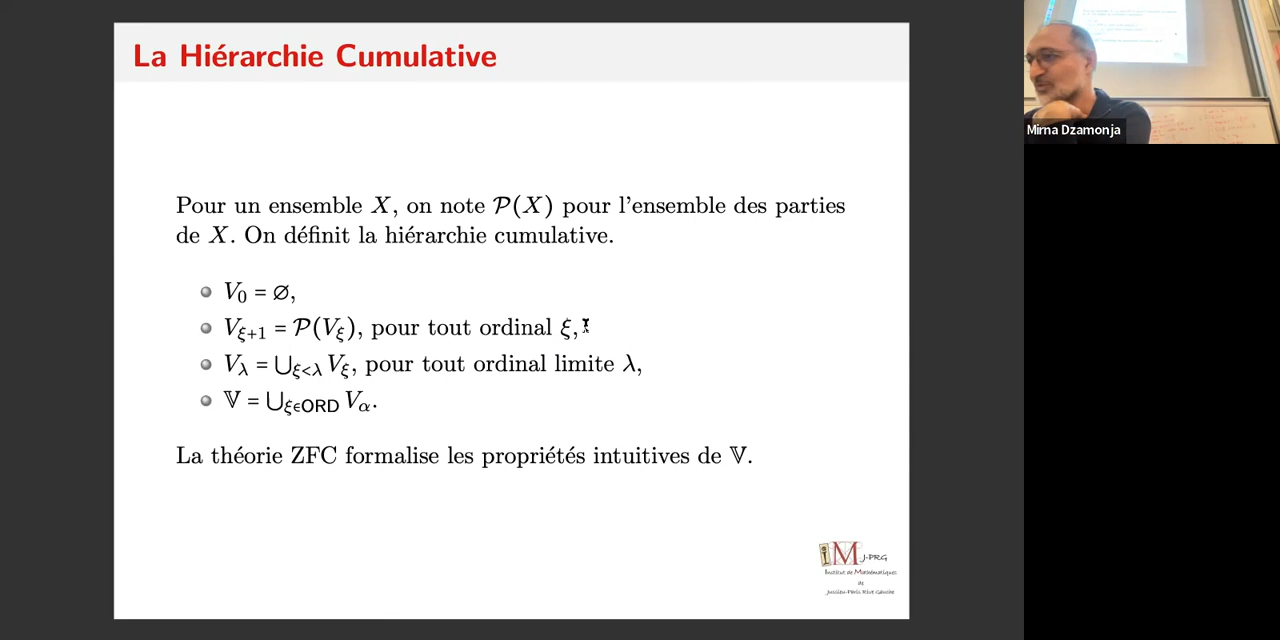 La Hiérarchie Cumulative
Pour un ensemble X, on note 𝒫(X) pour l'ensemble des parties
de X. On définit la hiérarchie cumulative.
V₀ = ∅,
V_{ξ+1} = 𝒫(V_ξ), pour tout ordinal ξ,
V_λ = ⋃_{ξ<λ} V_ξ, pour tout ordinal limite λ,
𝕍 = ⋃_{ξ∈ORD} V_α.
La théorie ZFC formalise les propriétés intuitives de 𝕍.
iMJ-PRG
Institut de Mathématiques
de
Jussieu-Paris Rive Gauche
Mirna Dzamonja